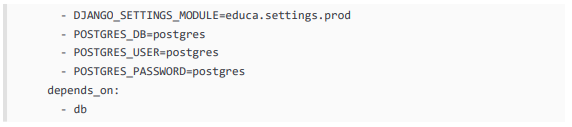 - DJANGO_SETTINGS_MODULE=educa.settings.prod
- POSTGRES_DB=postgres
- POSTGRES_USER=postgres
- POSTGRES_PASSWORD=postgres
depends_on:
- db